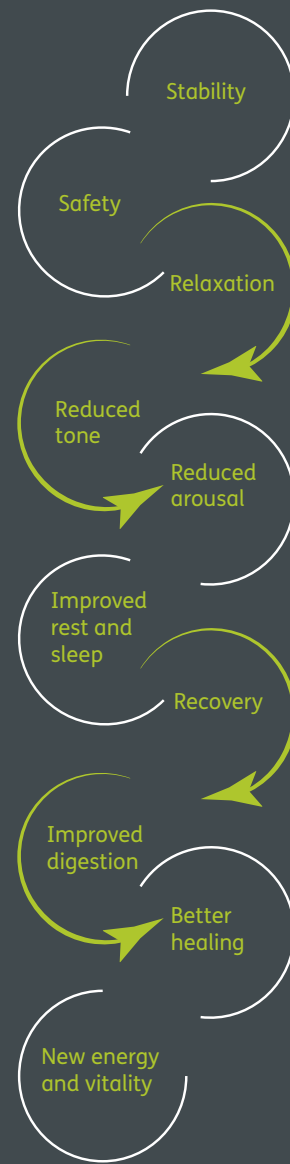 Stability
Safety
Relaxation
Reduced
tone
Reduced
arousal
Improved
rest and
sleep
Recovery
Improved
digestion
Better
healing
New energy
and vitality